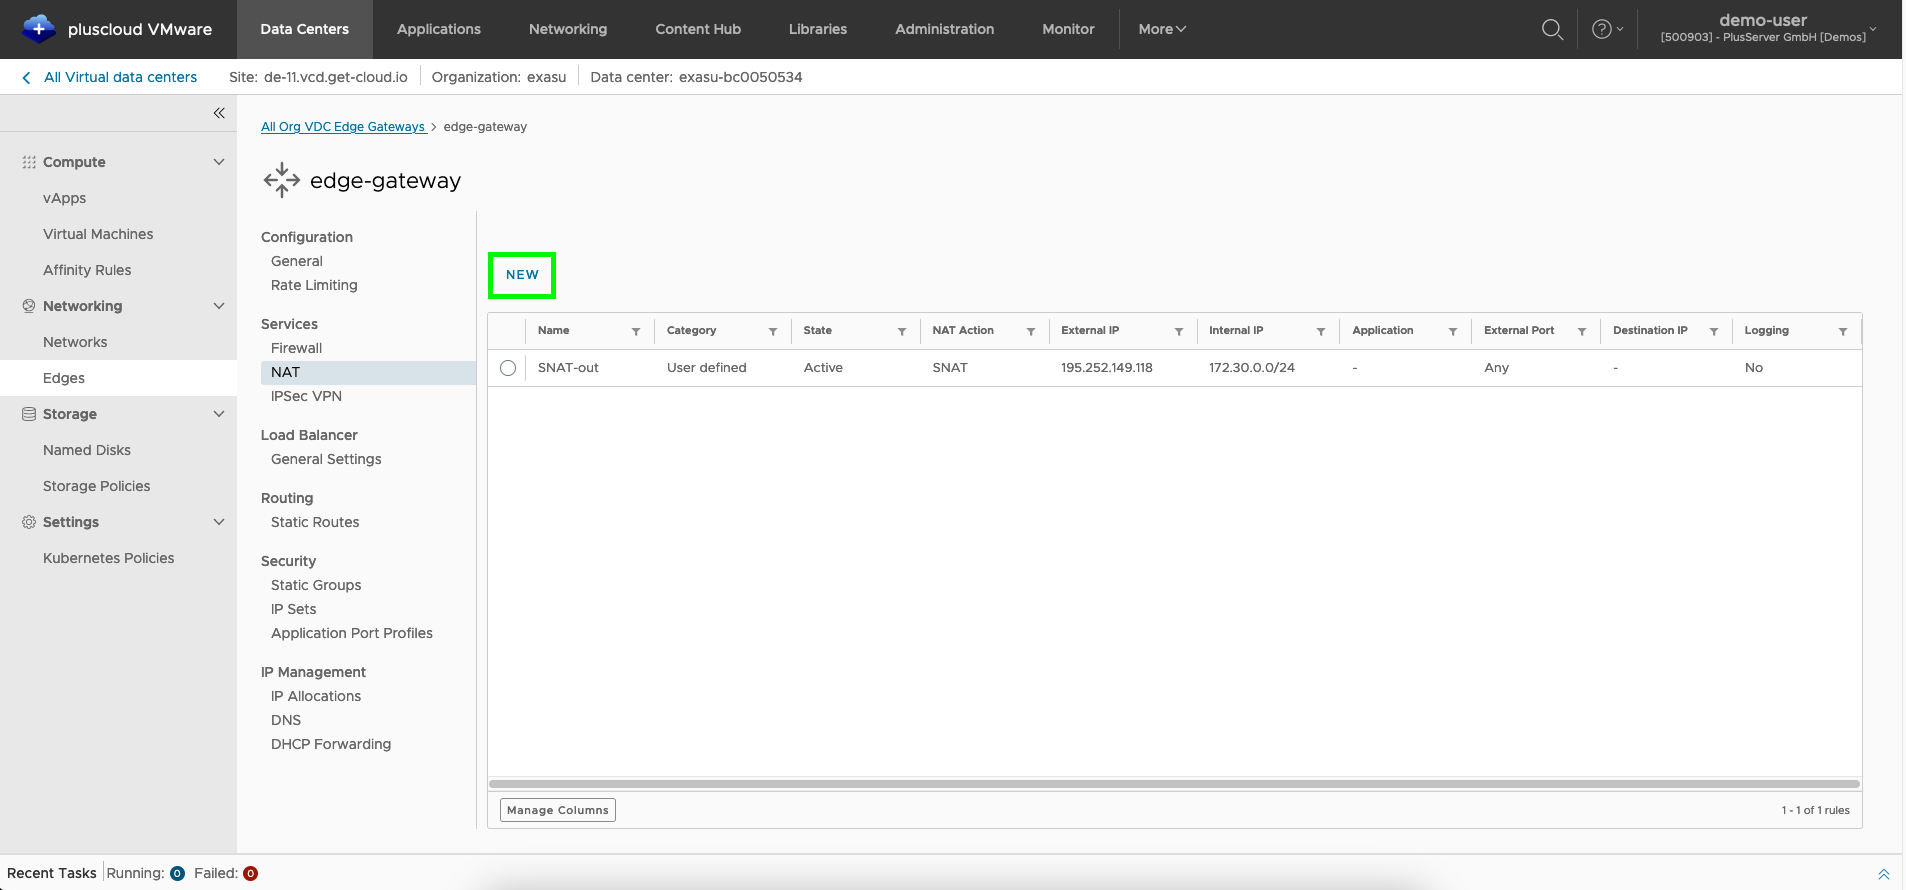 pluscloud VMware
Data Centers Applications Networking Content Hub Libraries Administration Monitor More
demo-user
[500903] - PlusServer GmbH [Demos]
All Virtual data centers Site: de-11.vcd.get-cloud.io Organization: exasu Data center: exasu-bc0050534
Compute
vApps
Virtual Machines
Affinity Rules
Networking
Networks
Edges
Storage
Named Disks
Storage Policies
Settings
Kubernetes Policies
All Org VDC Edge Gateways > edge-gateway
edge-gateway
Configuration
General
Rate Limiting
Services
Firewall
NAT
IPSec VPN
Load Balancer
General Settings
Routing
Static Routes
Security
Static Groups
IP Sets
Application Port Profiles
IP Management
IP Allocations
DNS
DHCP Forwarding
NEW
Name Category State NAT Action External IP Internal IP Application External Port Destination IP Logging
SNAT-out User defined Active SNAT 195.252.149.118 172.30.0.0/24 - Any - No
Manage Columns 1 - 1 of 1 rules
Recent Tasks Running: 0 Failed: 0